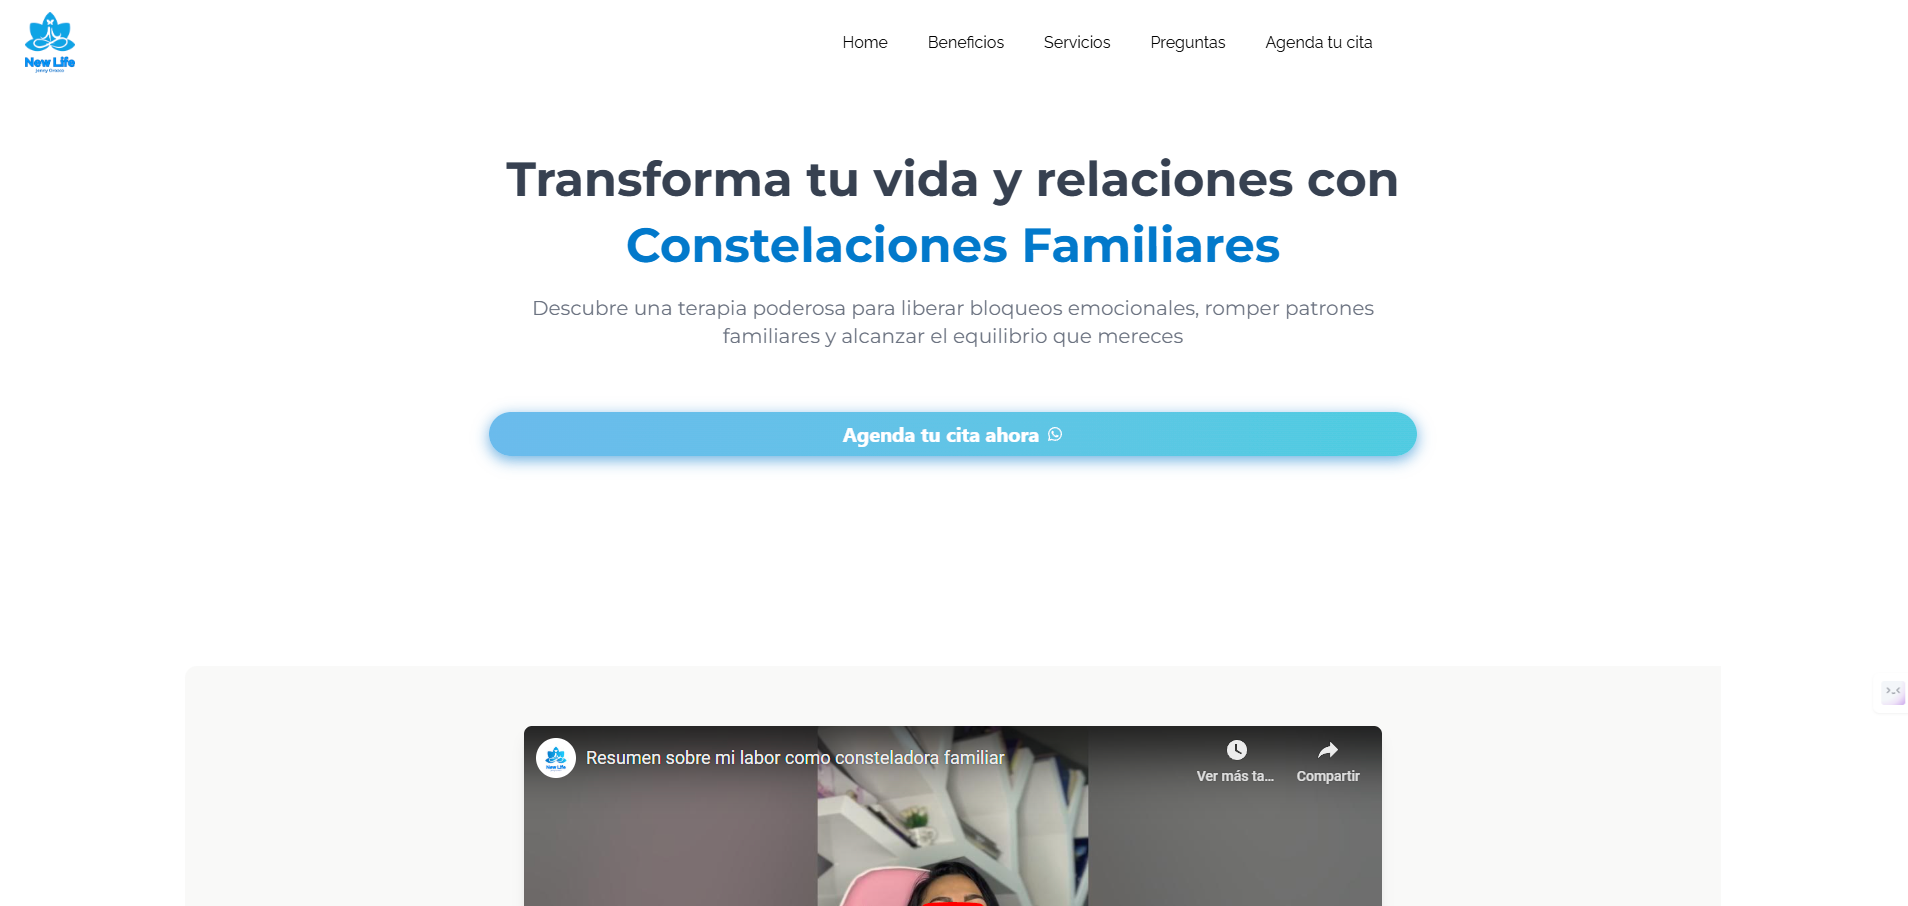 New Life
Home
Beneficios
Servicios
Preguntas
Agenda tu cita
Transforma tu vida y relaciones con
Constelaciones Familiares
Descubre una terapia poderosa para liberar bloqueos emocionales, romper patrones
familiares y alcanzar el equilibrio que mereces
Agenda tu cita ahora
New Life
Resumen sobre mi labor como consteladora familiar
Ver más ta...
Compartir